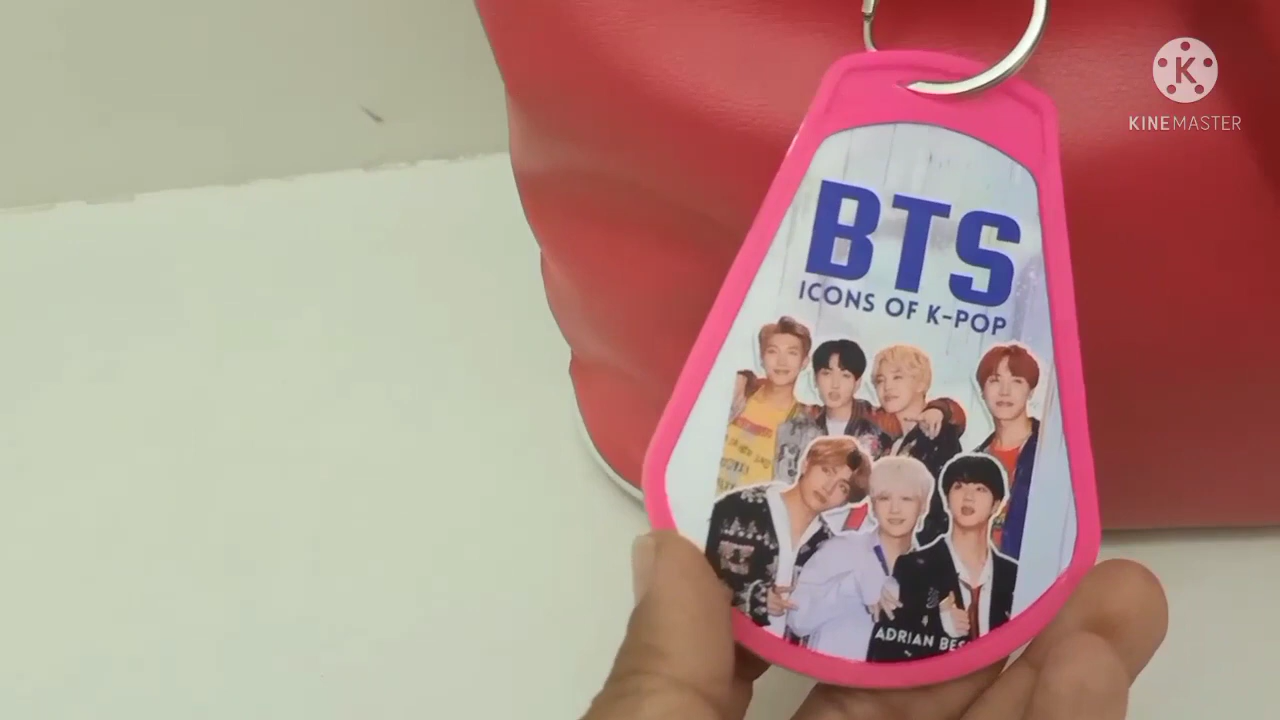 BTS
ICONS OF K-POP
ADRIAN BES
K
KINEMASTER